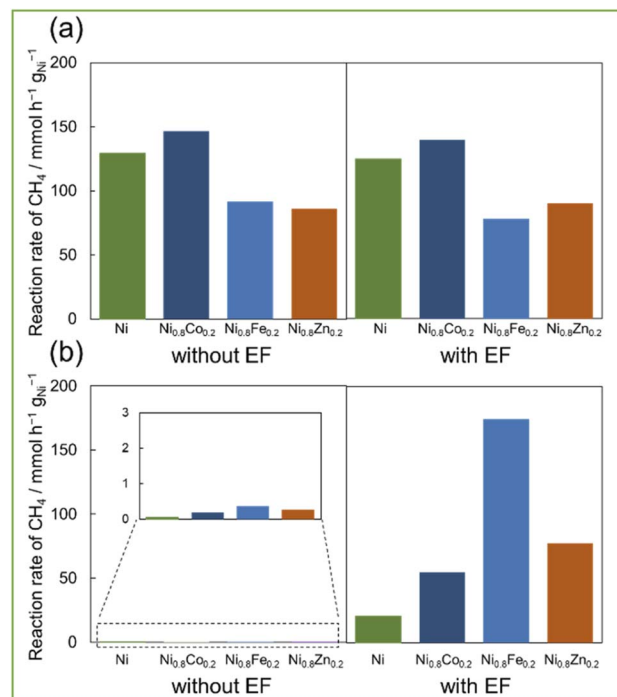 (a)
Reaction rate of CH₄ / mmol h⁻¹ g_Ni⁻¹
200
150
100
50
0
Ni Ni₀.₈Co₀.₂ Ni₀.₈Fe₀.₂ Ni₀.₈Zn₀.₂ Ni Ni₀.₈Co₀.₂ Ni₀.₈Fe₀.₂ Ni₀.₈Zn₀.₂
without EF with EF
(b)
Reaction rate of CH₄ / mmol h⁻¹ g_Ni⁻¹
200
150
100
50
0
3
2
1
0
Ni Ni₀.₈Co₀.₂ Ni₀.₈Fe₀.₂ Ni₀.₈Zn₀.₂ Ni Ni₀.₈Co₀.₂ Ni₀.₈Fe₀.₂ Ni₀.₈Zn₀.₂
without EF with EF